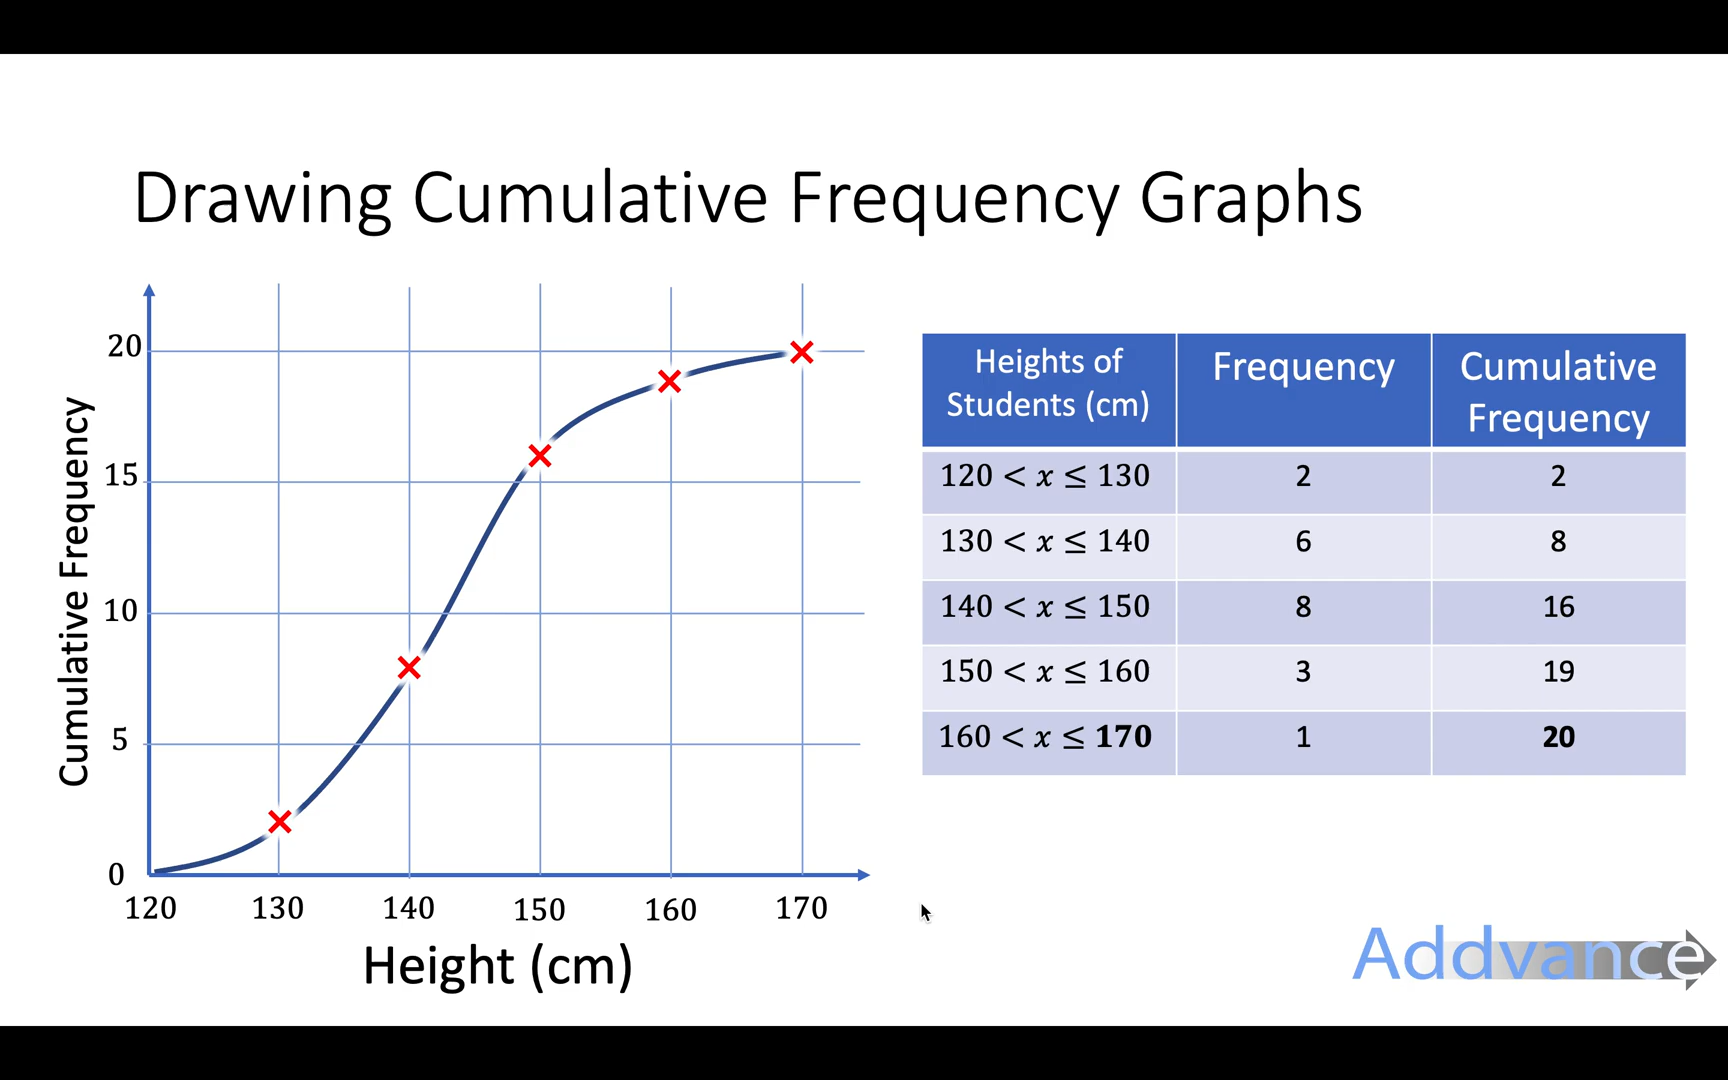 Drawing Cumulative Frequency Graphs
Cumulative Frequency
20
15
10
5
0
120 130 140 150 160 170
Height (cm)
Heights of Students (cm) Frequency Cumulative Frequency
120 < x ≤ 130 2 2
130 < x ≤ 140 6 8
140 < x ≤ 150 8 16
150 < x ≤ 160 3 19
160 < x ≤ 170 1 20
Addvance